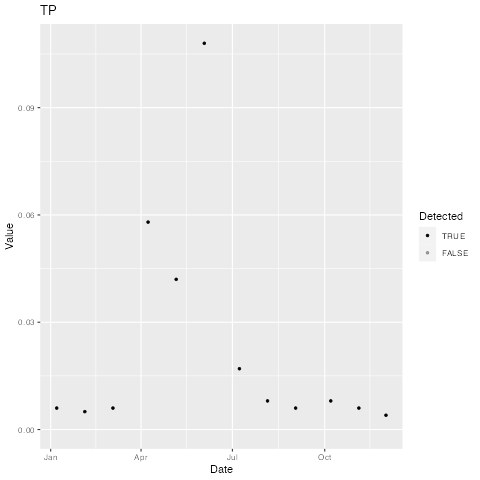 TP
0.09
0.06
0.03
0.00
Value
Jan
Apr
Jul
Oct
Date
Detected
TRUE
FALSE